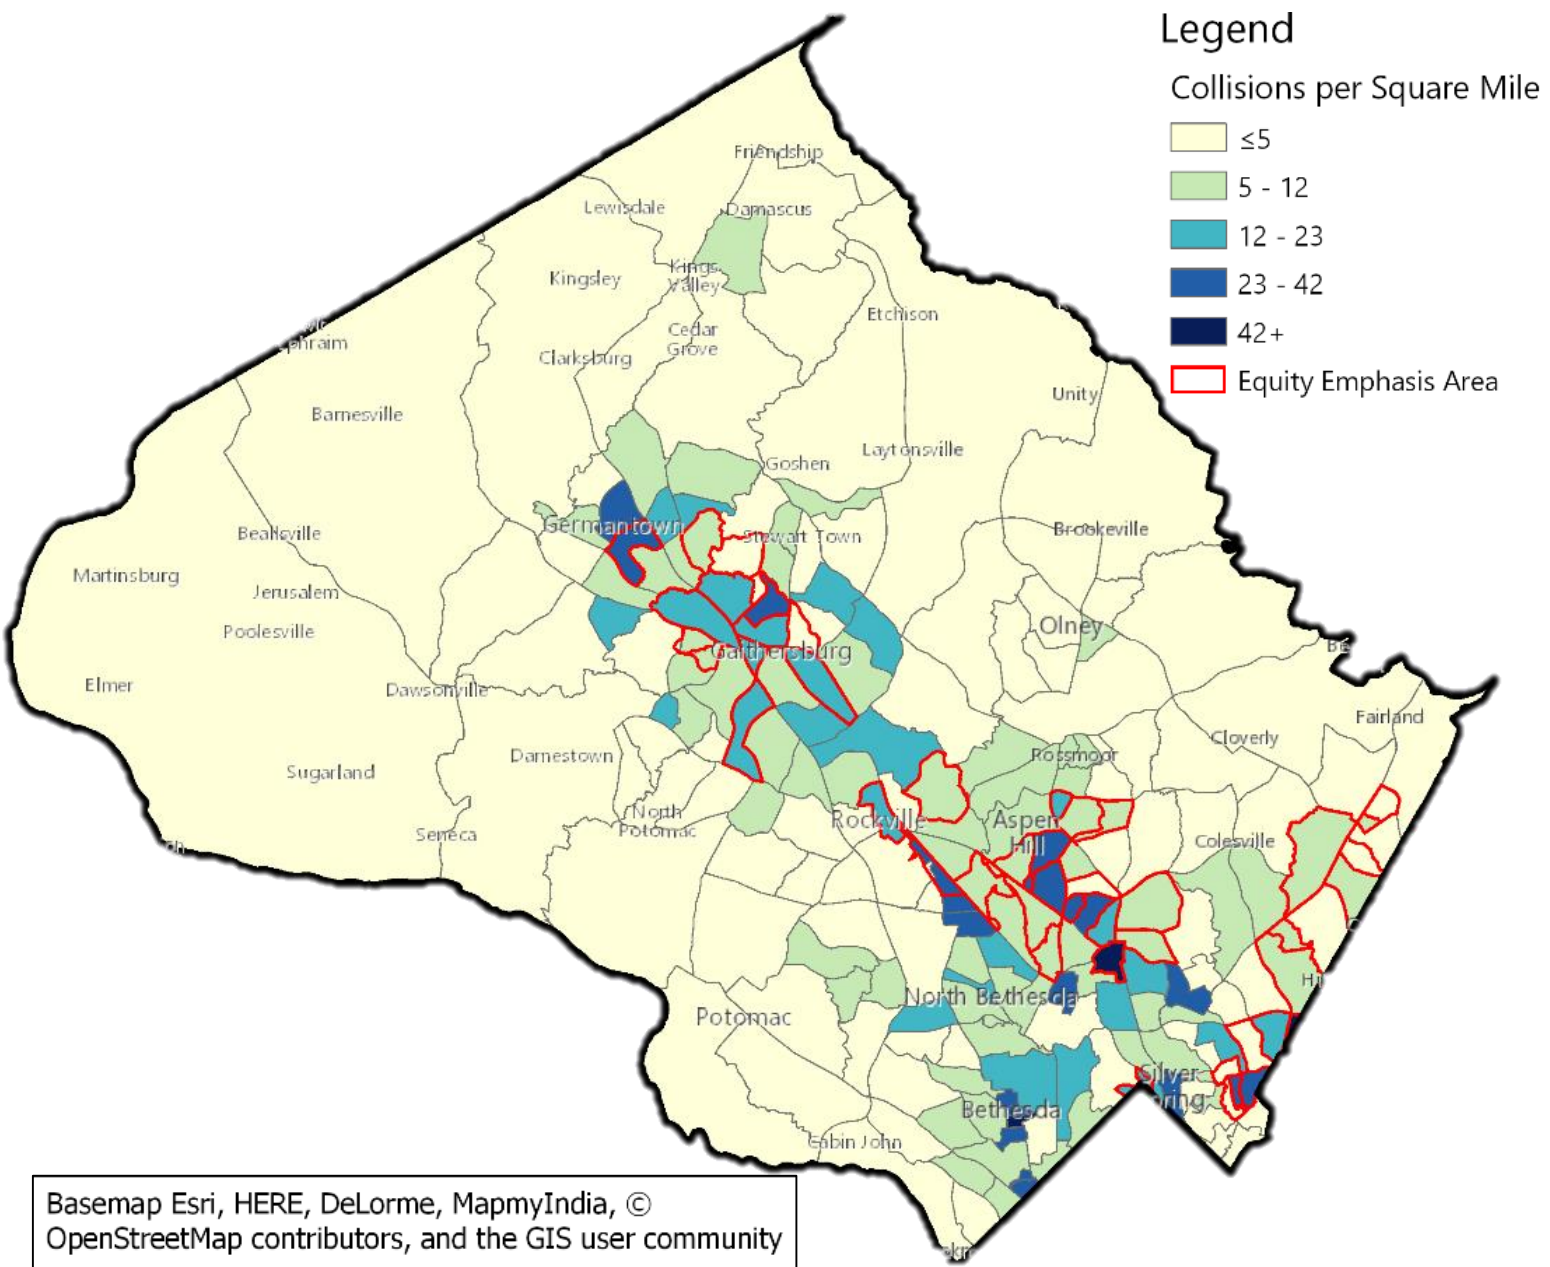 Legend
Collisions per Square Mile
≤5
5 - 12
12 - 23
23 - 42
42+
Equity Emphasis Area
Friendship
Lewisdale
Damascus
Kingsley
Kings
Valley
Etchison
Cedar
Grove
Clarksburg
phraim
Barnesville
Unity
Laytonsville
Goshen
Germantown
Stewart Town
Beallsville
Brookeville
Martinsburg
Jerusalem
Poolesville
Olney
Gaithersburg
Elmer
Dawsonville
Fairland
Cloverly
Darnestown
Rossmoor
Sugarland
North
Potomac
Rockville
Aspen
Hill
Seneca
Colesville
North Bethesda
Potomac
Silver
ring
Bethesda
Cabin John
Basemap Esri, HERE, DeLorme, MapmyIndia, ©
OpenStreetMap contributors, and the GIS user community